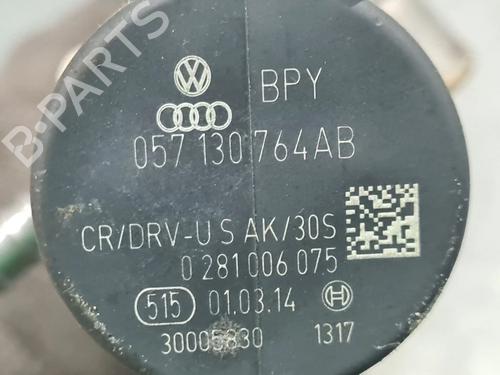 B-PARTS
BPY
057 130 764AB
CR/DRV-U S AK/30S
0 281 006 075
515 01.03.14
30005830 1317